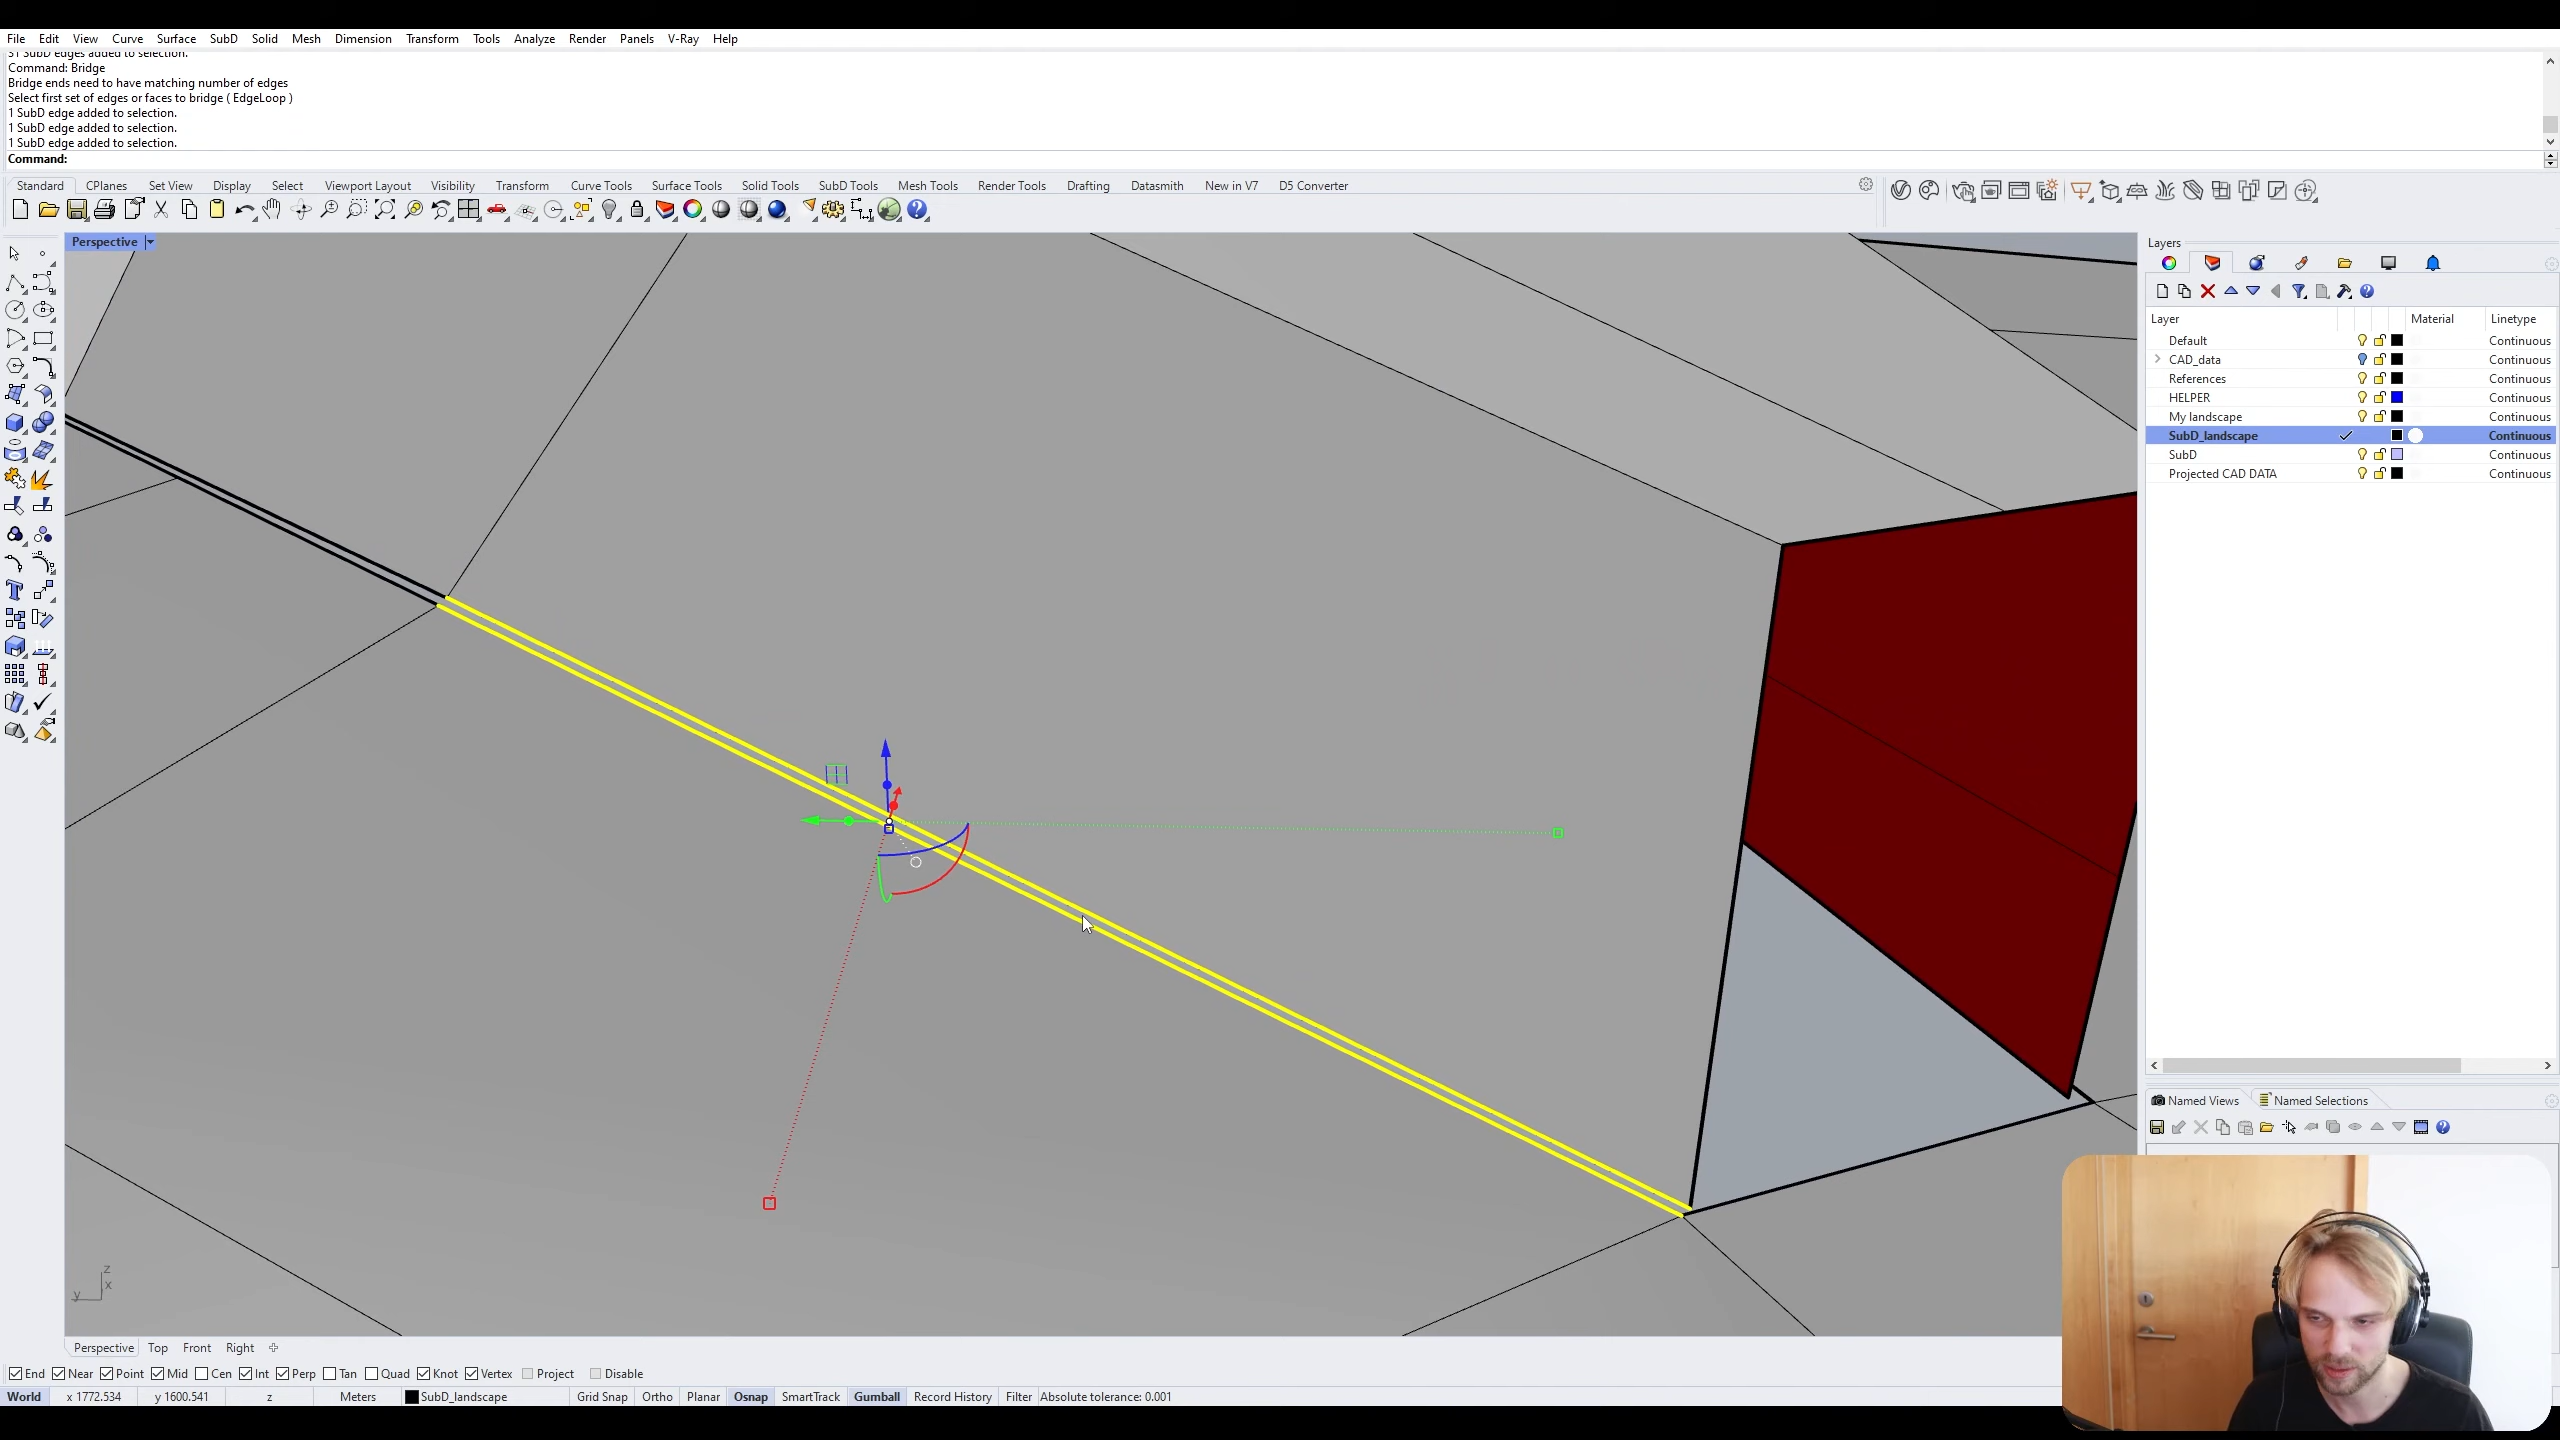 File Edit View Curve Surface SubD Solid Mesh Dimension Transform Tools Analyze Render Panels V-Ray Help
31 SubD edges added to selection.
Command: Bridge
Bridge ends need to have matching number of edges
Select first set of edges or faces to bridge ( EdgeLoop )
1 SubD edge added to selection.
1 SubD edge added to selection.
1 SubD edge added to selection.
Command:
Standard CPlanes Set View Display Select Viewport Layout Visibility Transform Curve Tools Surface Tools Solid Tools SubD Tools Mesh Tools Render Tools Drafting Datasmith New in V7 D5 Converter
Perspective
Layers
Layer Material Linetype
Default Continuous
CAD_data Continuous
References Continuous
HELPER Continuous
My landscape Continuous
SubD_landscape Continuous
SubD Continuous
Projected CAD DATA Continuous
Named Views Named Selections
z
x
y
Perspective Top Front Right
End Near Point Mid Cen Int Perp Tan Quad Knot Vertex Project Disable
World x 1772.534 y 1600.541 z Meters SubD_landscape Grid Snap Ortho Planar Osnap SmartTrack Gumball Record History Filter Absolute tolerance: 0.001